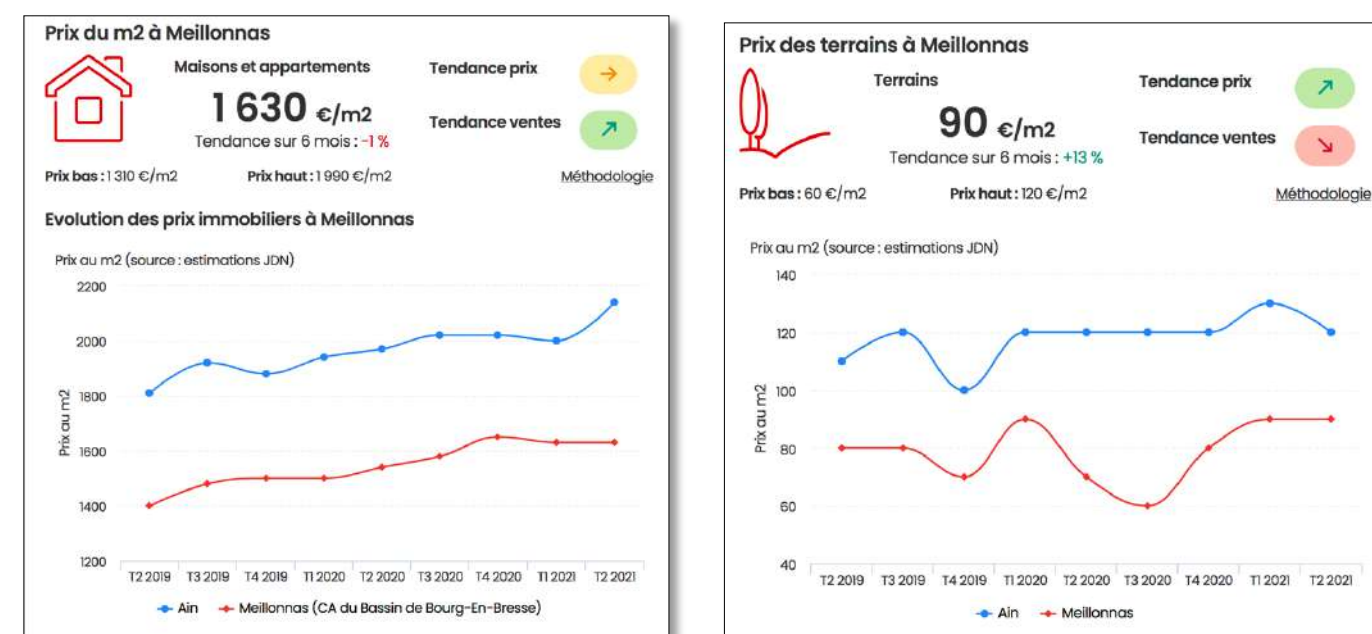 Prix du m2 à Meillonnas
Maisons et appartements
1 630 €/m2
Tendance sur 6 mois : -1 %
Tendance prix
Tendance ventes
Prix bas : 1 310 €/m2
Prix haut : 1 990 €/m2
Méthodologie
Evolution des prix immobiliers à Meillonnas
Prix au m2 (source : estimations JDN)
Prix au m2
2200
2000
1800
1600
1400
1200
T2 2019 T3 2019 T4 2019 T1 2020 T2 2020 T3 2020 T4 2020 T1 2021 T2 2021
Ain Meillonnas (CA du Bassin de Bourg-En-Bresse)
Prix des terrains à Meillonnas
Terrains
90 €/m2
Tendance sur 6 mois : +13 %
Tendance prix
Tendance ventes
Prix bas : 60 €/m2
Prix haut : 120 €/m2
Méthodologie
Prix au m2 (source : estimations JDN)
Prix au m2
140
120
100
80
60
40
T2 2019 T3 2019 T4 2019 T1 2020 T2 2020 T3 2020 T4 2020 T1 2021 T2 2021
Ain Meillonnas